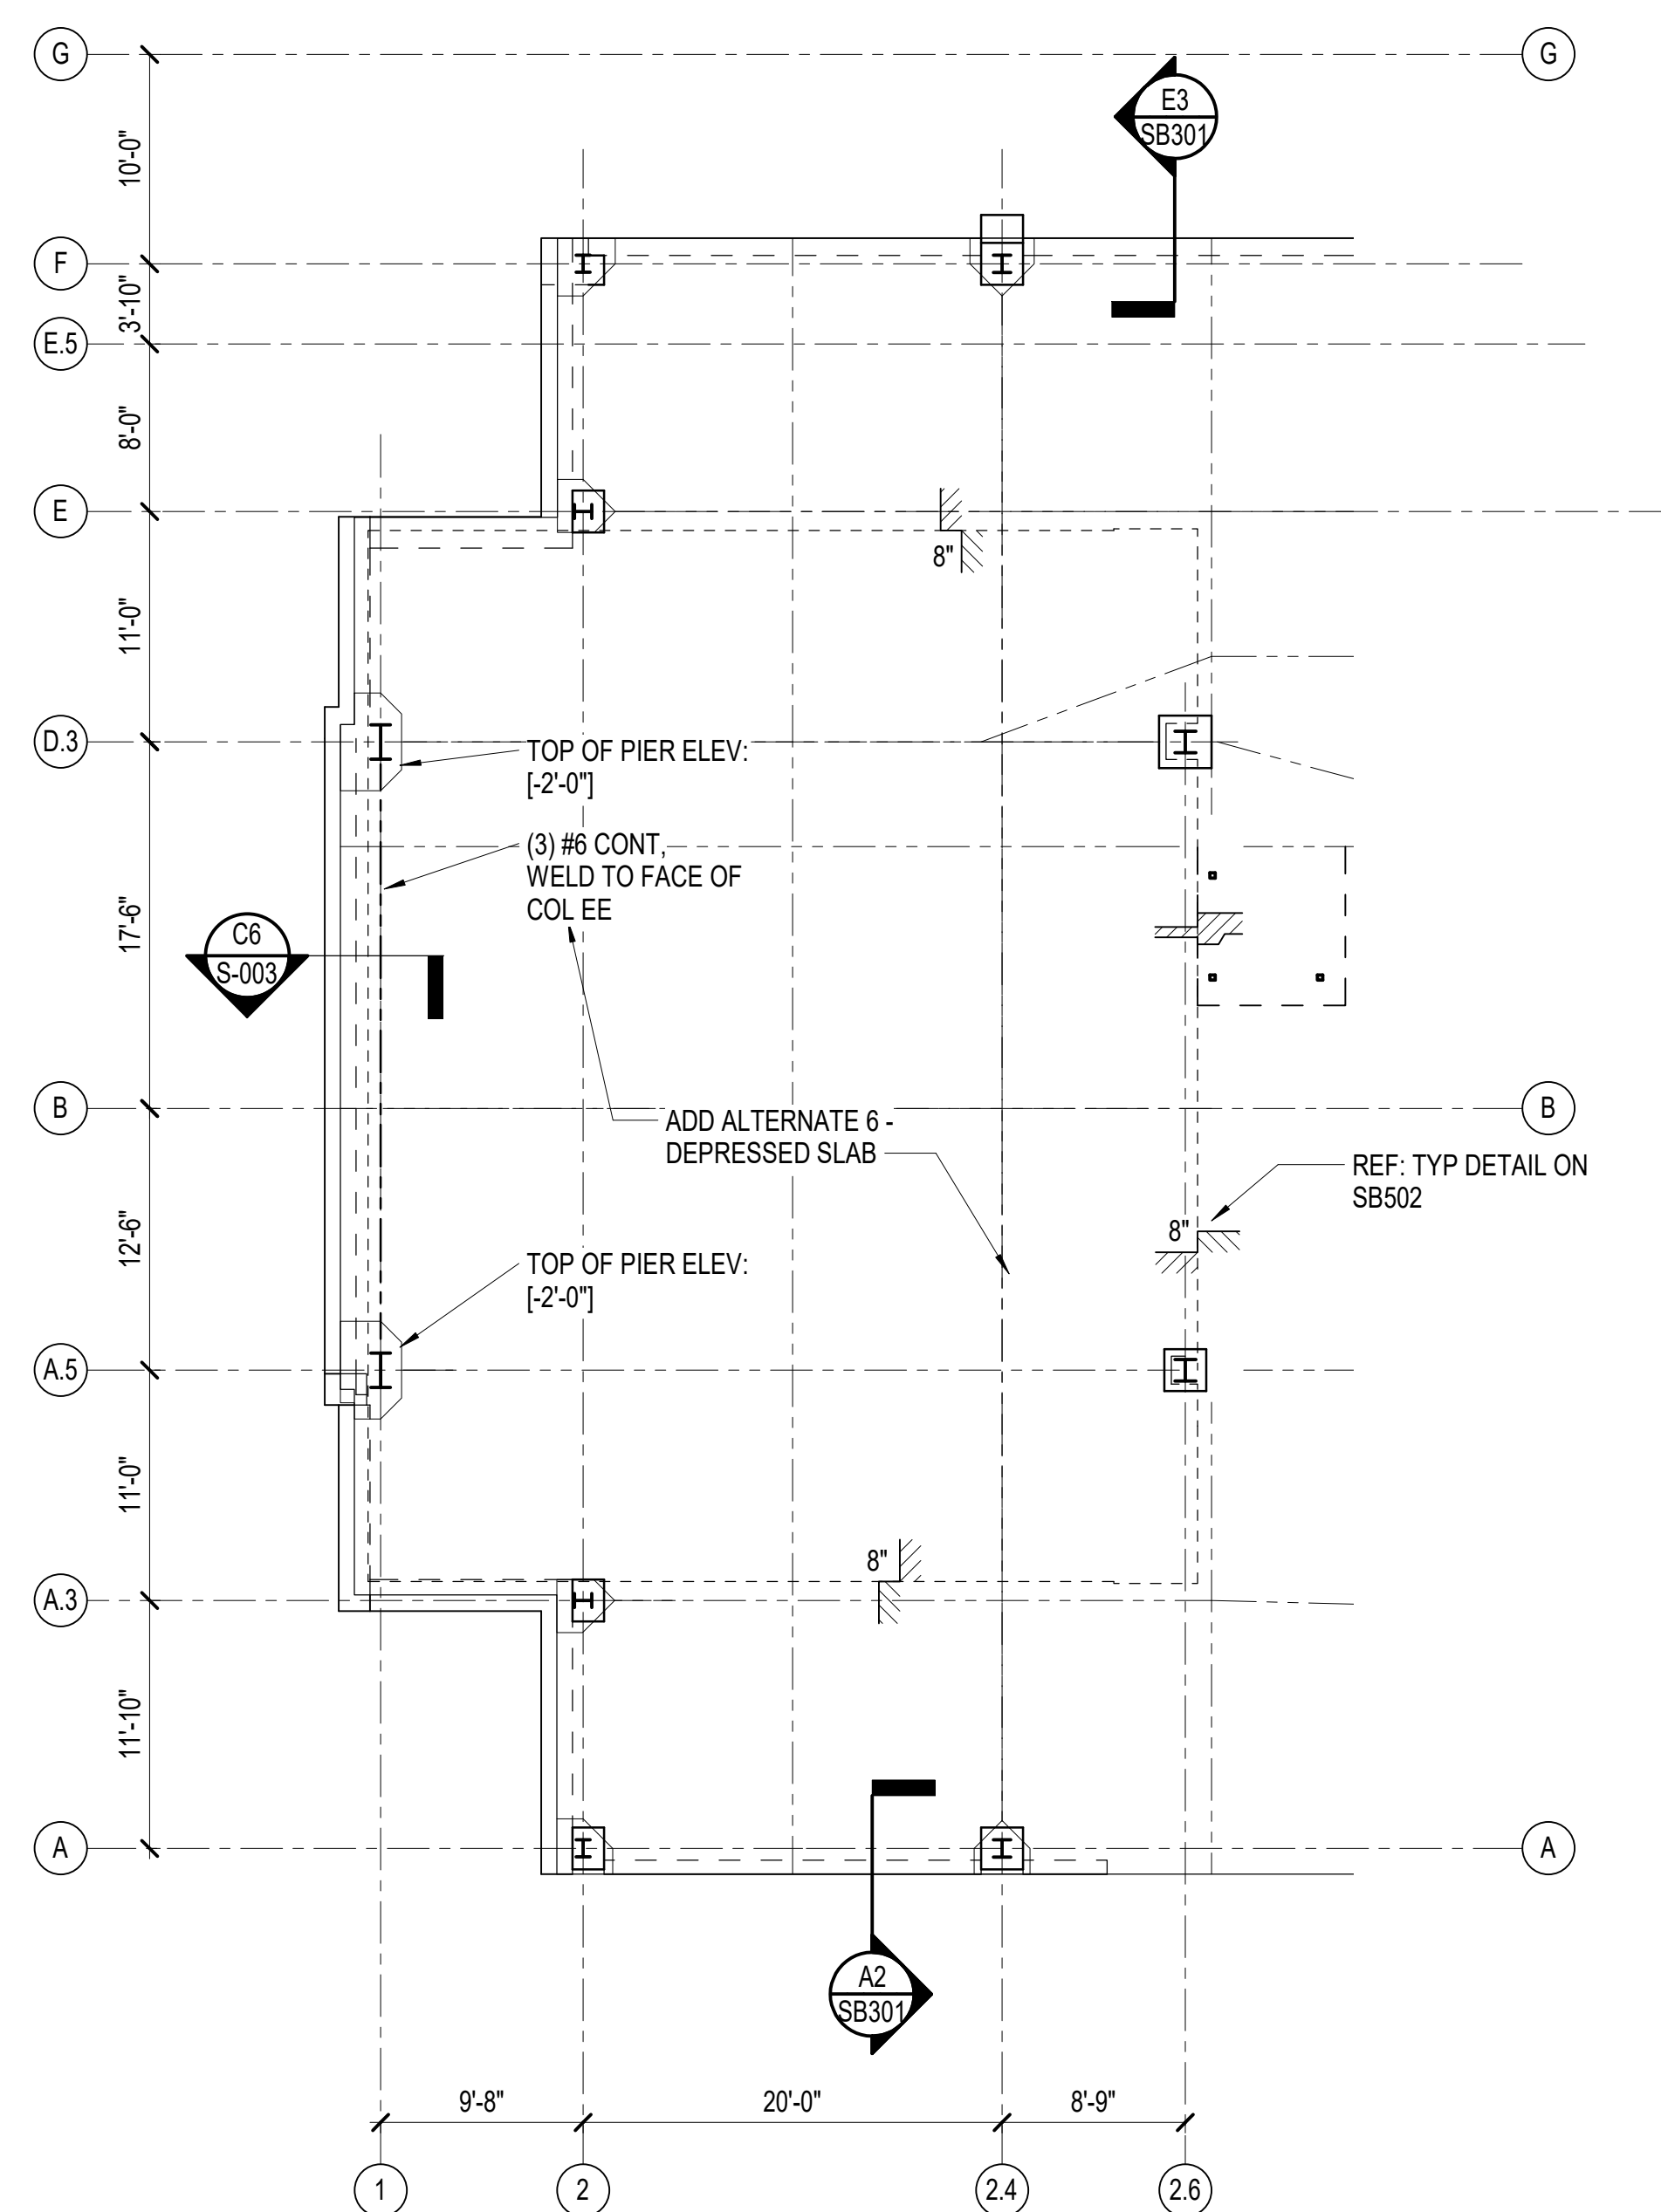 G
G
E3
SB301
10'-0"
F
3'-10"
E.5
8'-0"
E
8"
11'-0"
D.3
TOP OF PIER ELEV:
[-2'-0"]
(3) #6 CONT,
WELD TO FACE OF
COL EE
17'-6"
C6
S-003
B
B
ADD ALTERNATE 6 -
DEPRESSED SLAB
REF: TYP DETAIL ON
SB502
8"
12'-6"
TOP OF PIER ELEV:
[-2'-0"]
A.5
11'-0"
8"
A.3
11'-10"
A
A
A2
SB301
9'-8"
20'-0"
8'-9"
1
2
2.4
2.6